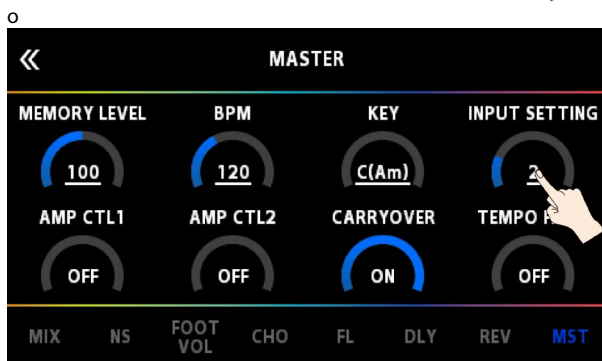 o
MASTER
MEMORY LEVEL BPM KEY INPUT SETTING
100 120 C(Am) 2
AMP CTL1 AMP CTL2 CARRYOVER TEMPO
OFF OFF ON OFF
MIX NS FOOT VOL CHO FL DLY REV MST